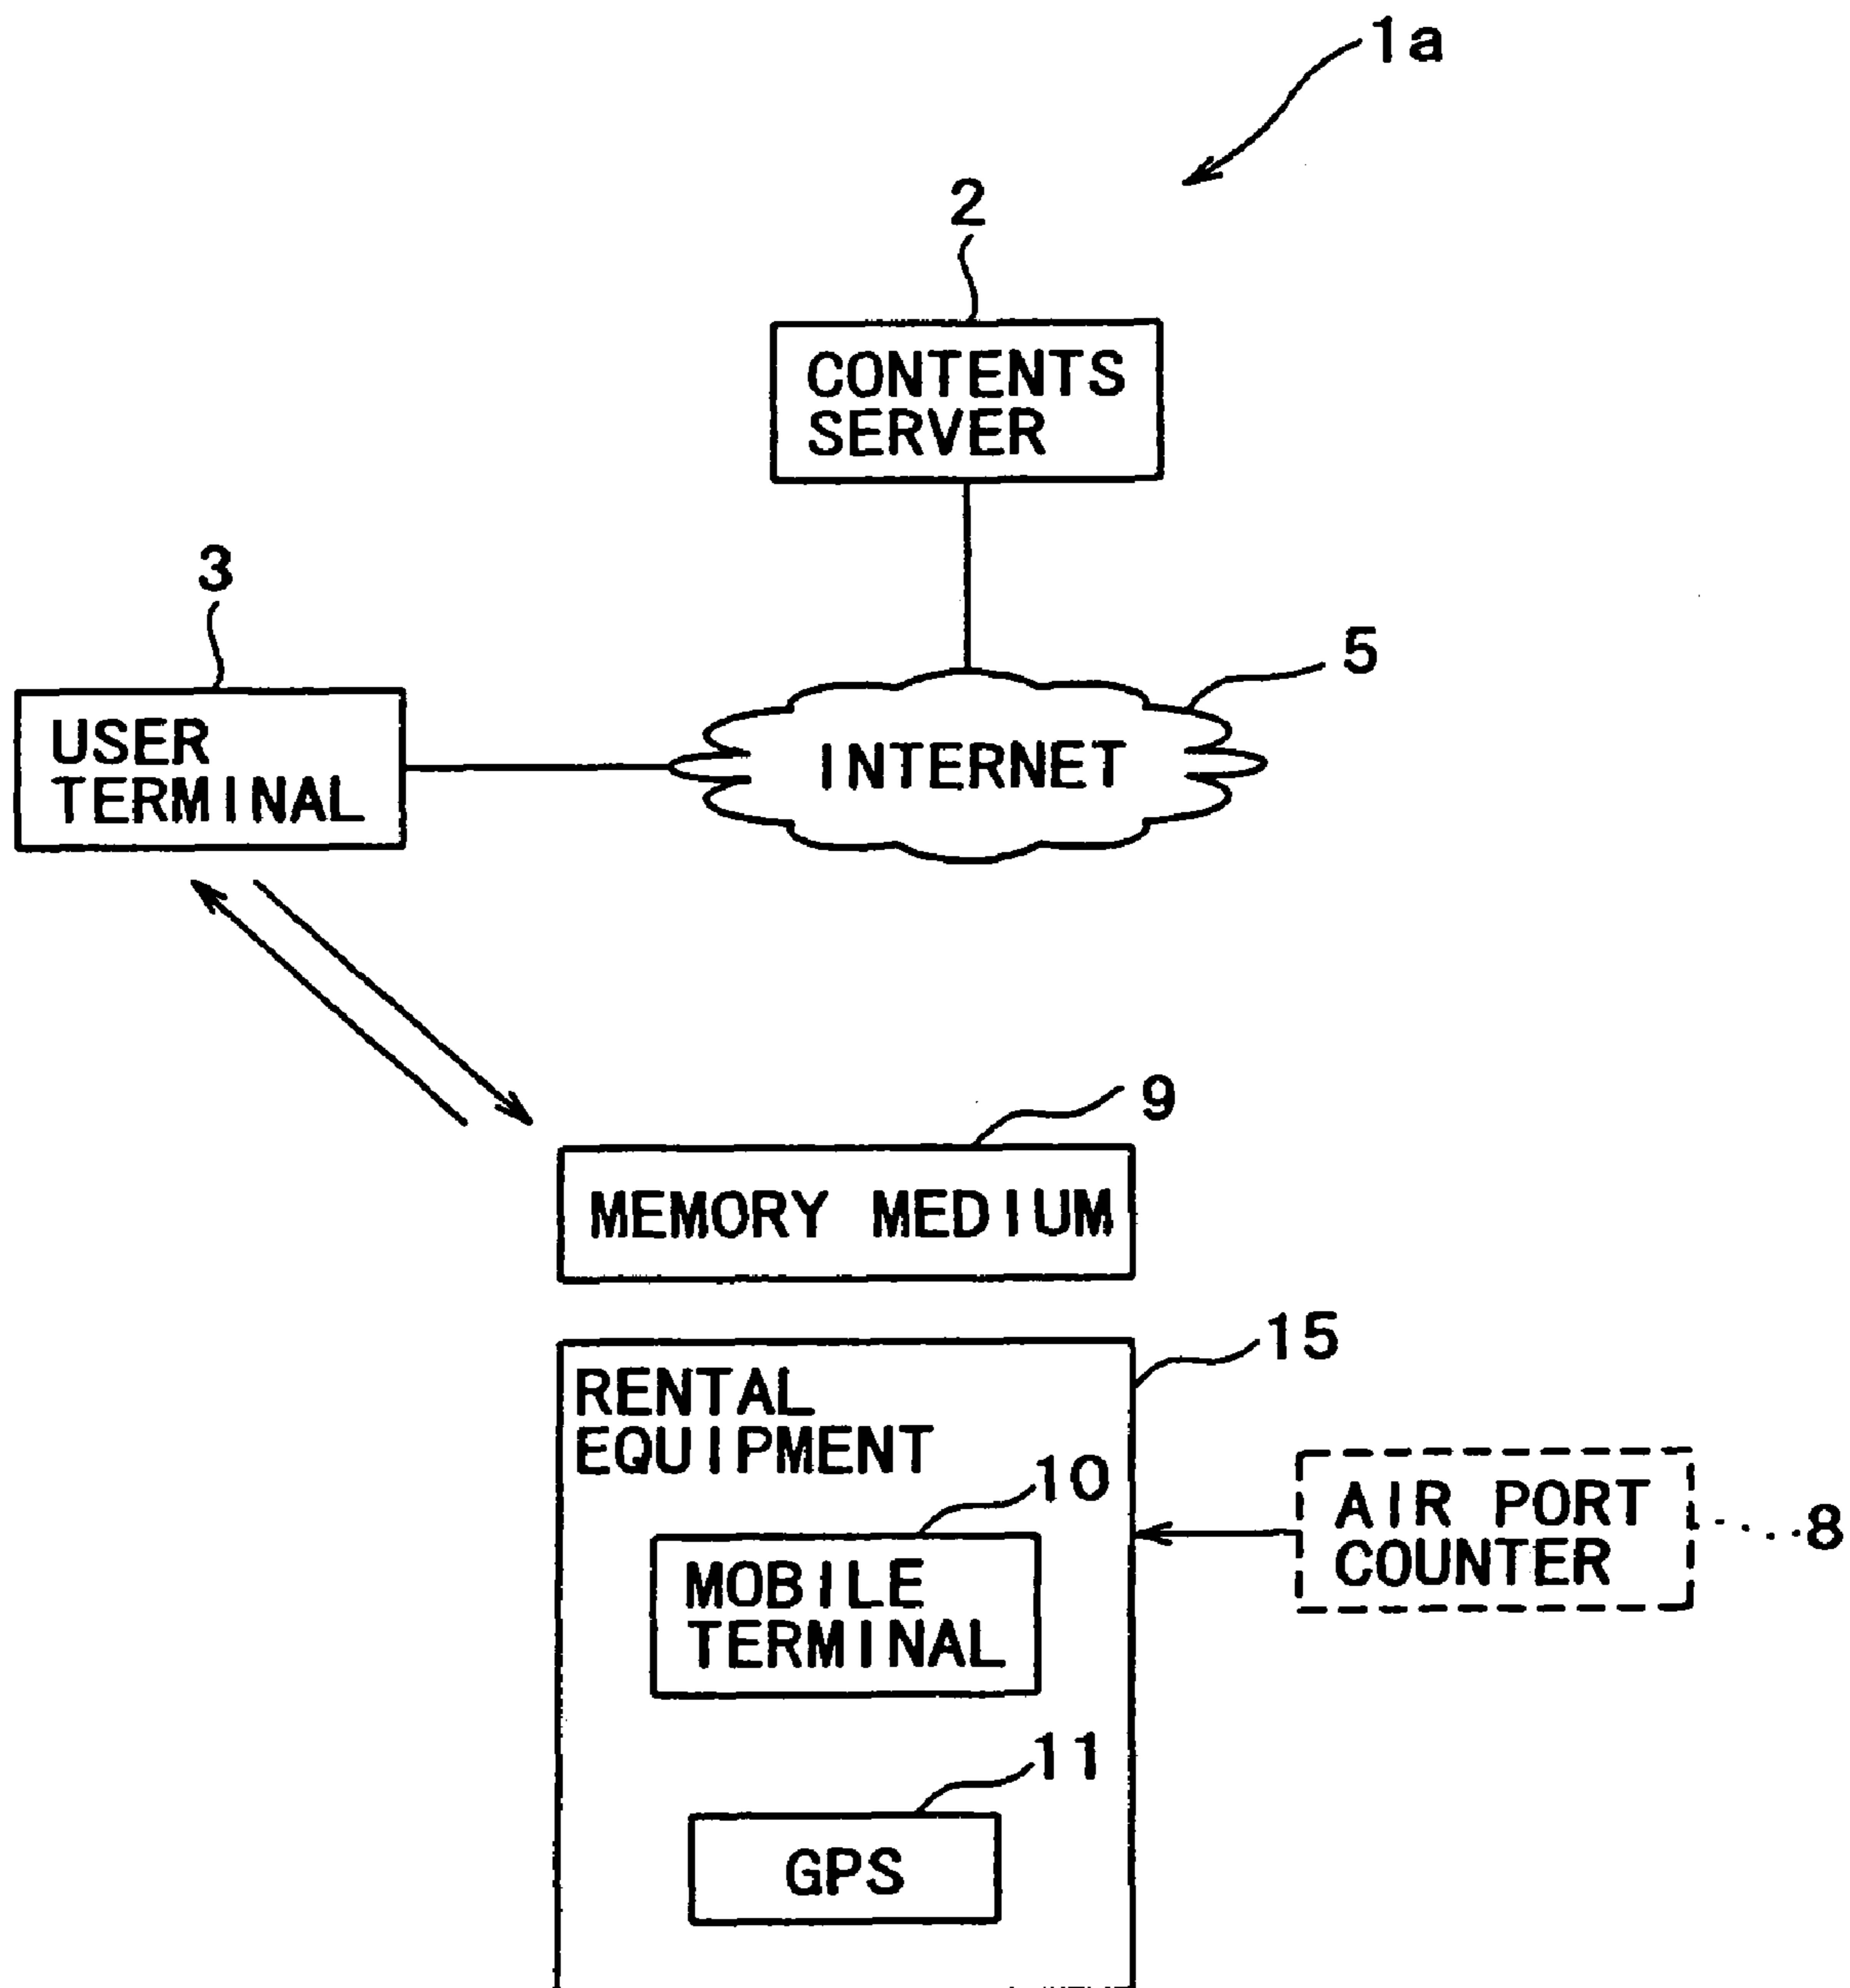 1a
2
CONTENTS
SERVER
3
5
USER
TERMINAL
INTERNET
9
MEMORY MEDIUM
15
RENTAL
EQUIPMENT
10
AIR PORT
COUNTER
8
MOBILE
TERMINAL
11
GPS